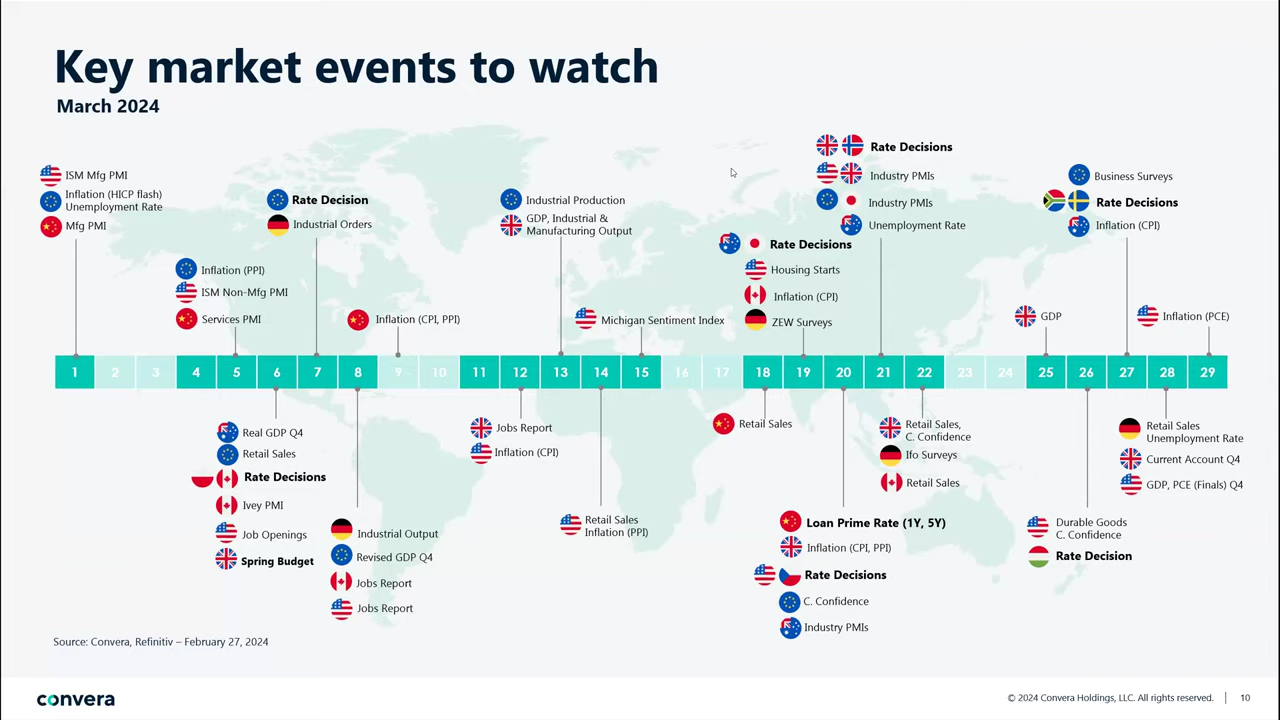 Key market events to watch
March 2024
ISM Mfg PMI
Inflation (HICP flash)
Unemployment Rate
Mfg PMI
Inflation (PPI)
ISM Non-Mfg PMI
Services PMI
Rate Decision
Industrial Orders
Inflation (CPI, PPI)
Industrial Production
GDP, Industrial &
Manufacturing Output
Michigan Sentiment Index
Rate Decisions
Housing Starts
Inflation (CPI)
ZEW Surveys
Rate Decisions
Industry PMIs
Industry PMIs
Unemployment Rate
GDP
Business Surveys
Rate Decisions
Inflation (CPI)
Inflation (PCE)
1 2 3 4 5 6 7 8 9 10 11 12 13 14 15 16 17 18 19 20 21 22 23 24 25 26 27 28 29
Real GDP Q4
Retail Sales
Rate Decisions
Ivey PMI
Job Openings
Spring Budget
Industrial Output
Revised GDP Q4
Jobs Report
Jobs Report
Jobs Report
Inflation (CPI)
Retail Sales
Inflation (PPI)
Retail Sales
Loan Prime Rate (1Y, 5Y)
Inflation (CPI, PPI)
Rate Decisions
C. Confidence
Industry PMIs
Retail Sales,
C. Confidence
Ifo Surveys
Retail Sales
Durable Goods
C. Confidence
Rate Decision
Retail Sales
Unemployment Rate
Current Account Q4
GDP, PCE (Finals) Q4
Source: Convera, Refinitiv – February 27, 2024
convera
© 2024 Convera Holdings, LLC. All rights reserved. | 10